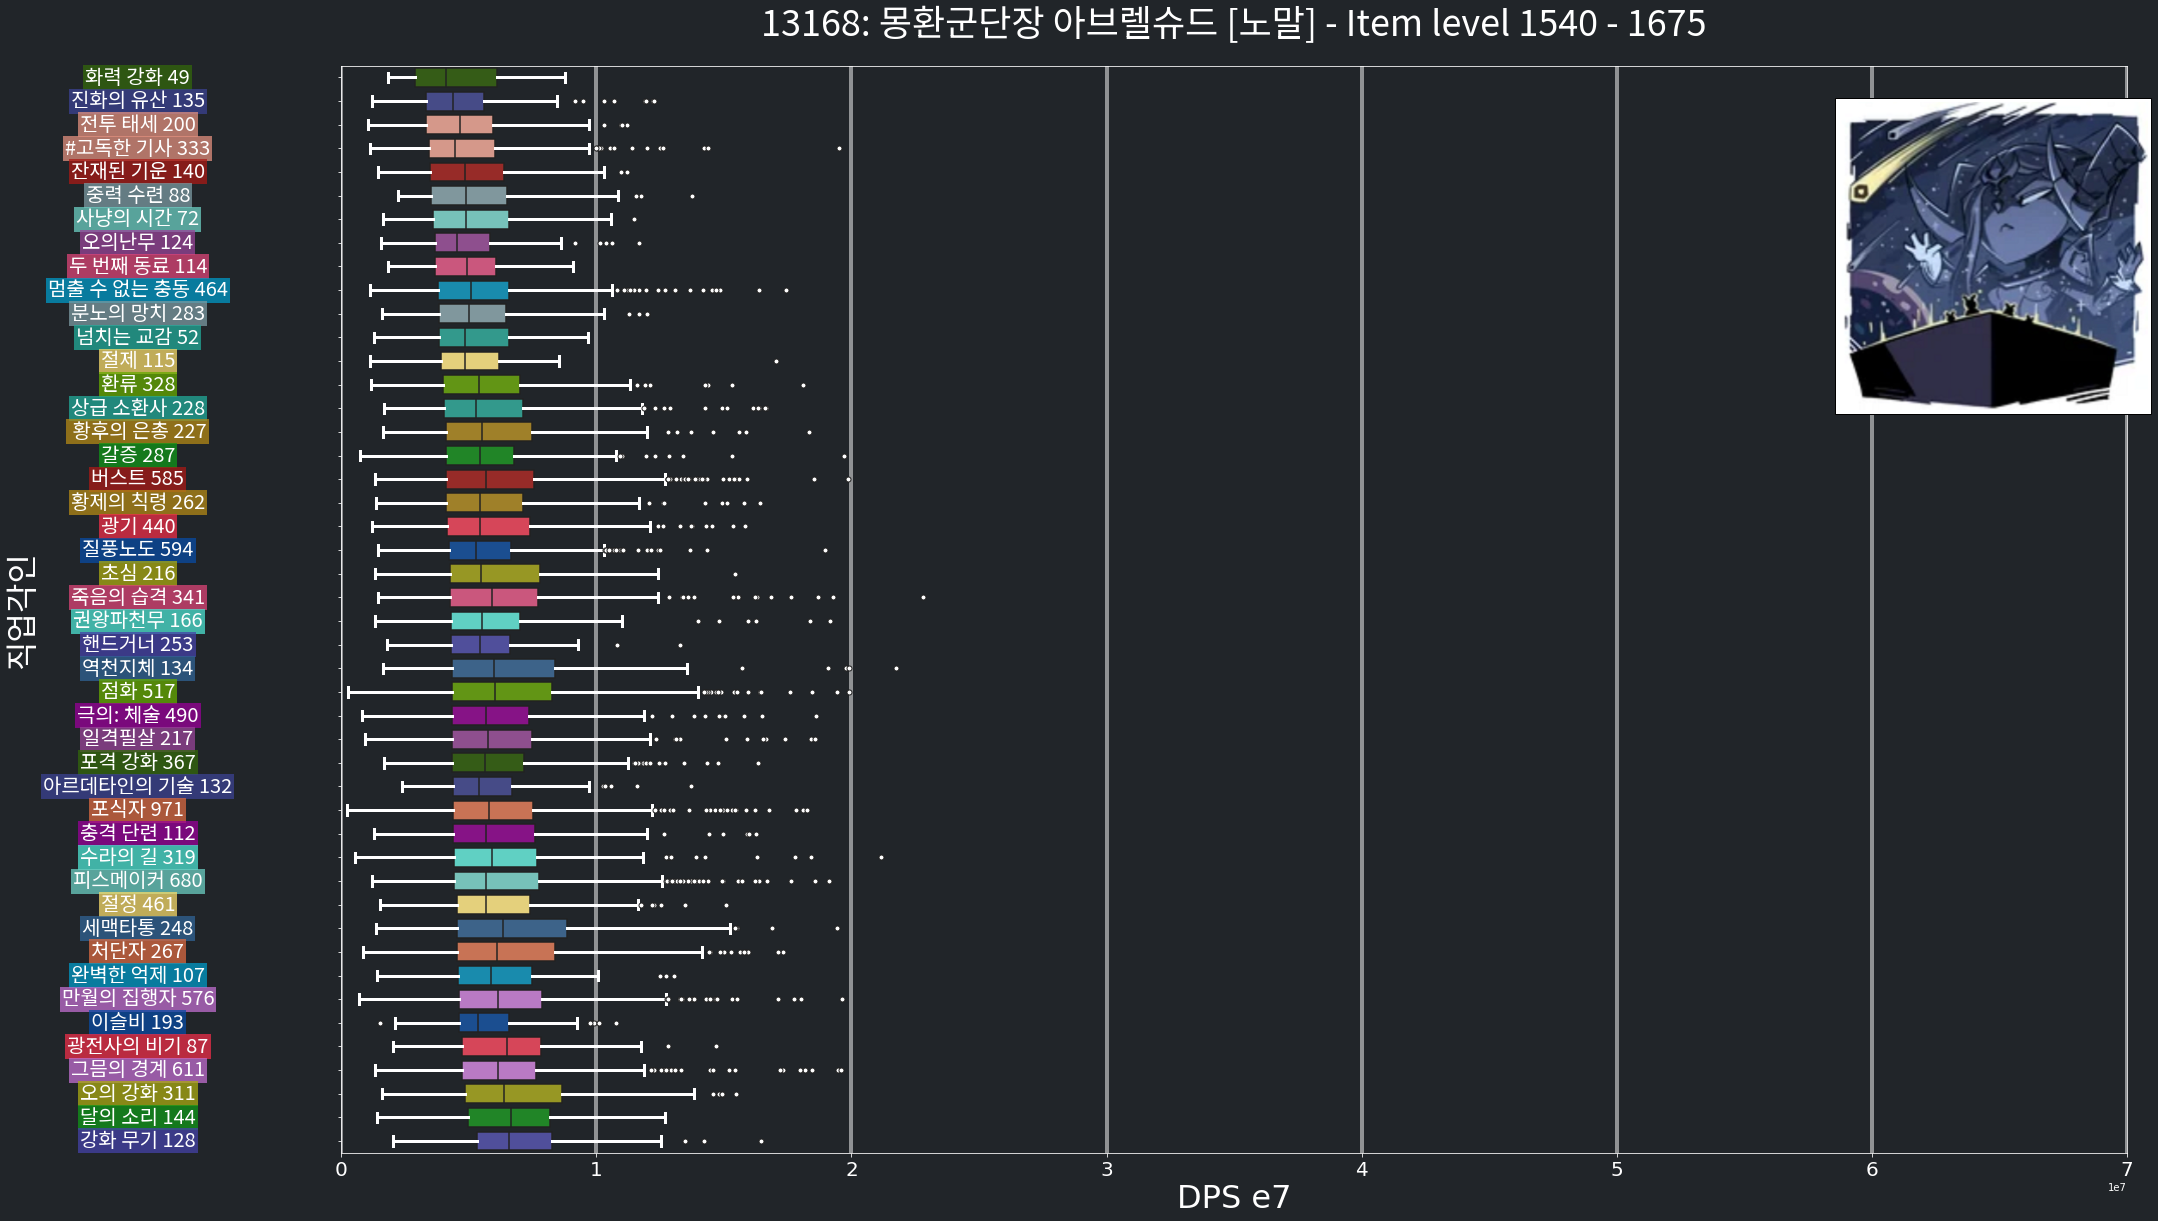 13168: 몽환군단장 아브렐슈드 [노말] - Item level 1540 - 1675
직업각인
화력 강화 49
진화의 유산 135
전투 태세 200
#고독한 기사 333
잔재된 기운 140
중력 수련 88
사냥의 시간 72
오의난무 124
두 번째 동료 114
멈출 수 없는 충동 464
분노의 망치 283
넘치는 교감 52
절제 115
환류 328
상급 소환사 228
황후의 은총 227
갈증 287
버스트 585
황제의 칙령 262
광기 440
질풍노도 594
초심 216
죽음의 습격 341
권왕파천무 166
핸드거너 253
역천지체 134
점화 517
극의: 체술 490
일격필살 217
포격 강화 367
아르데타인의 기술 132
포식자 971
충격 단련 112
수라의 길 319
피스메이커 680
절정 461
세맥타통 248
처단자 267
완벽한 억제 107
만월의 집행자 576
이슬비 193
광전사의 비기 87
그믐의 경계 611
오의 강화 311
달의 소리 144
강화 무기 128
0 1 2 3 4 5 6 7
1e7
DPS e7